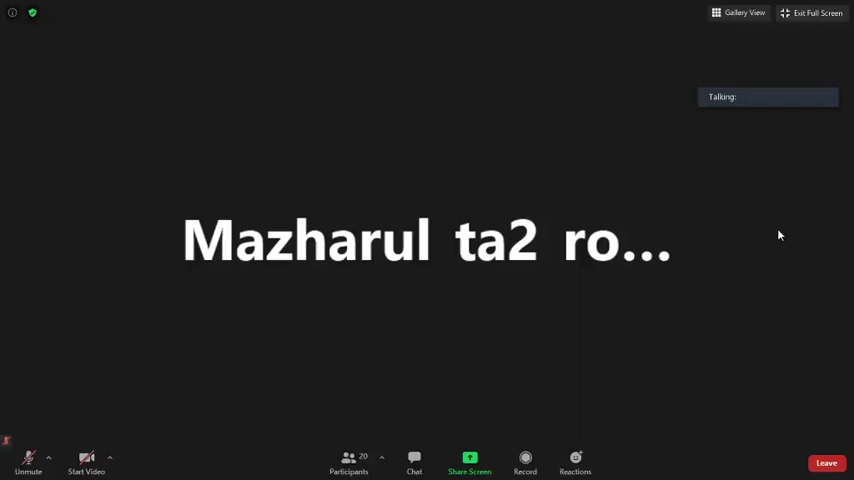 Gallery View
Exit Full Screen
Talking:
Mazharul ta2 ro...
20
Unmute
Start Video
Participants
Chat
Share Screen
Record
Reactions
Leave